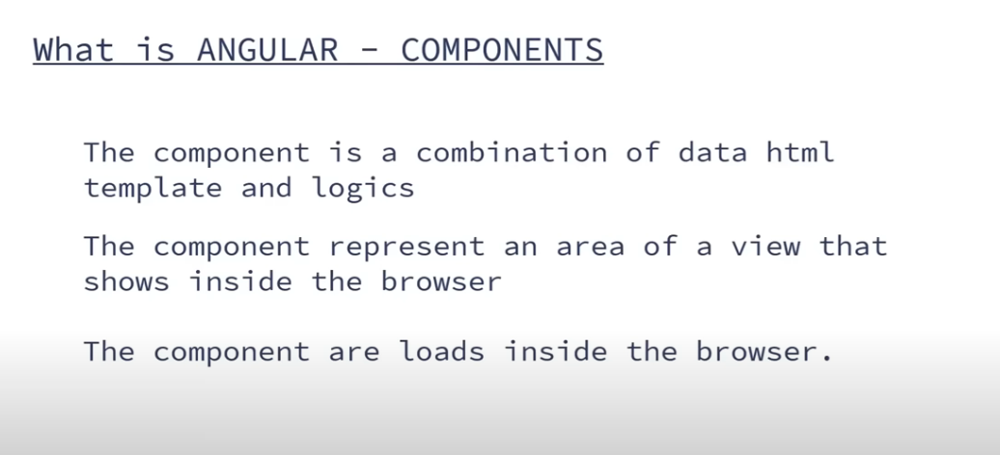 What is ANGULAR - COMPONENTS
The component is a combination of data html
template and logics
The component represent an area of a view that
shows inside the browser
The component are loads inside the browser.